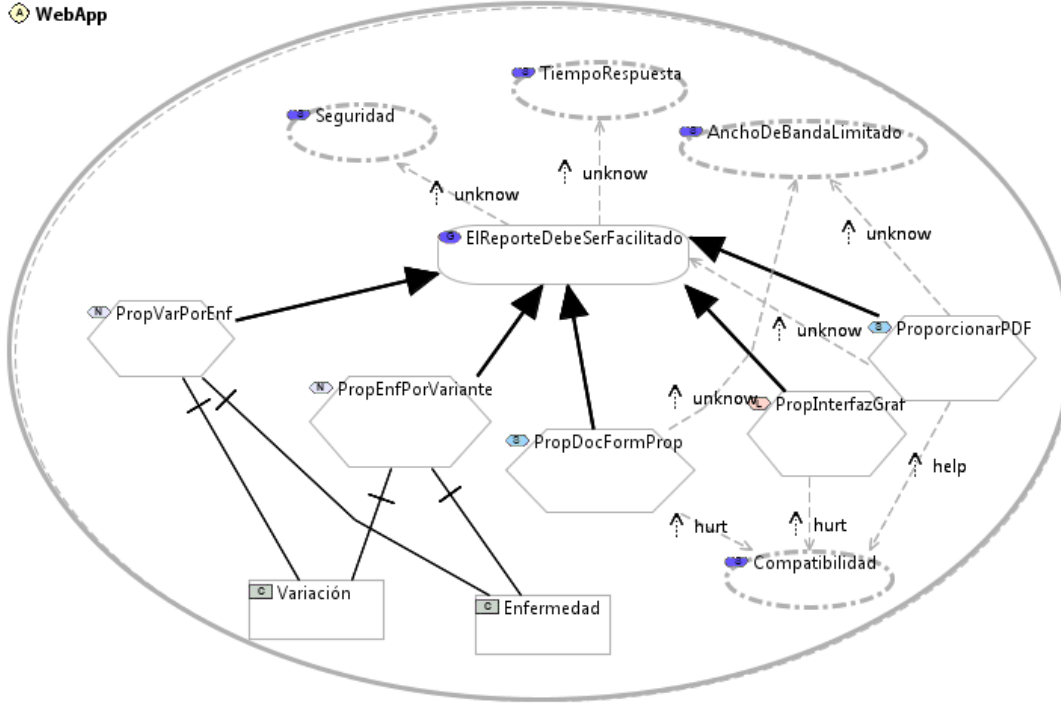 A WebApp
S TiempoRespuesta
S Seguridad
S AnchoDeBandaLimitado
unknow
unknow
unknow
G ElReporteDebeSerFacilitado
N PropVarPorEnf
unknow
S ProporcionarPDF
N PropEnfPorVariante
unknow
L PropInterfazGraf
S PropDocFormProp
help
hurt
hurt
S Compatibilidad
C Variación
C Enfermedad